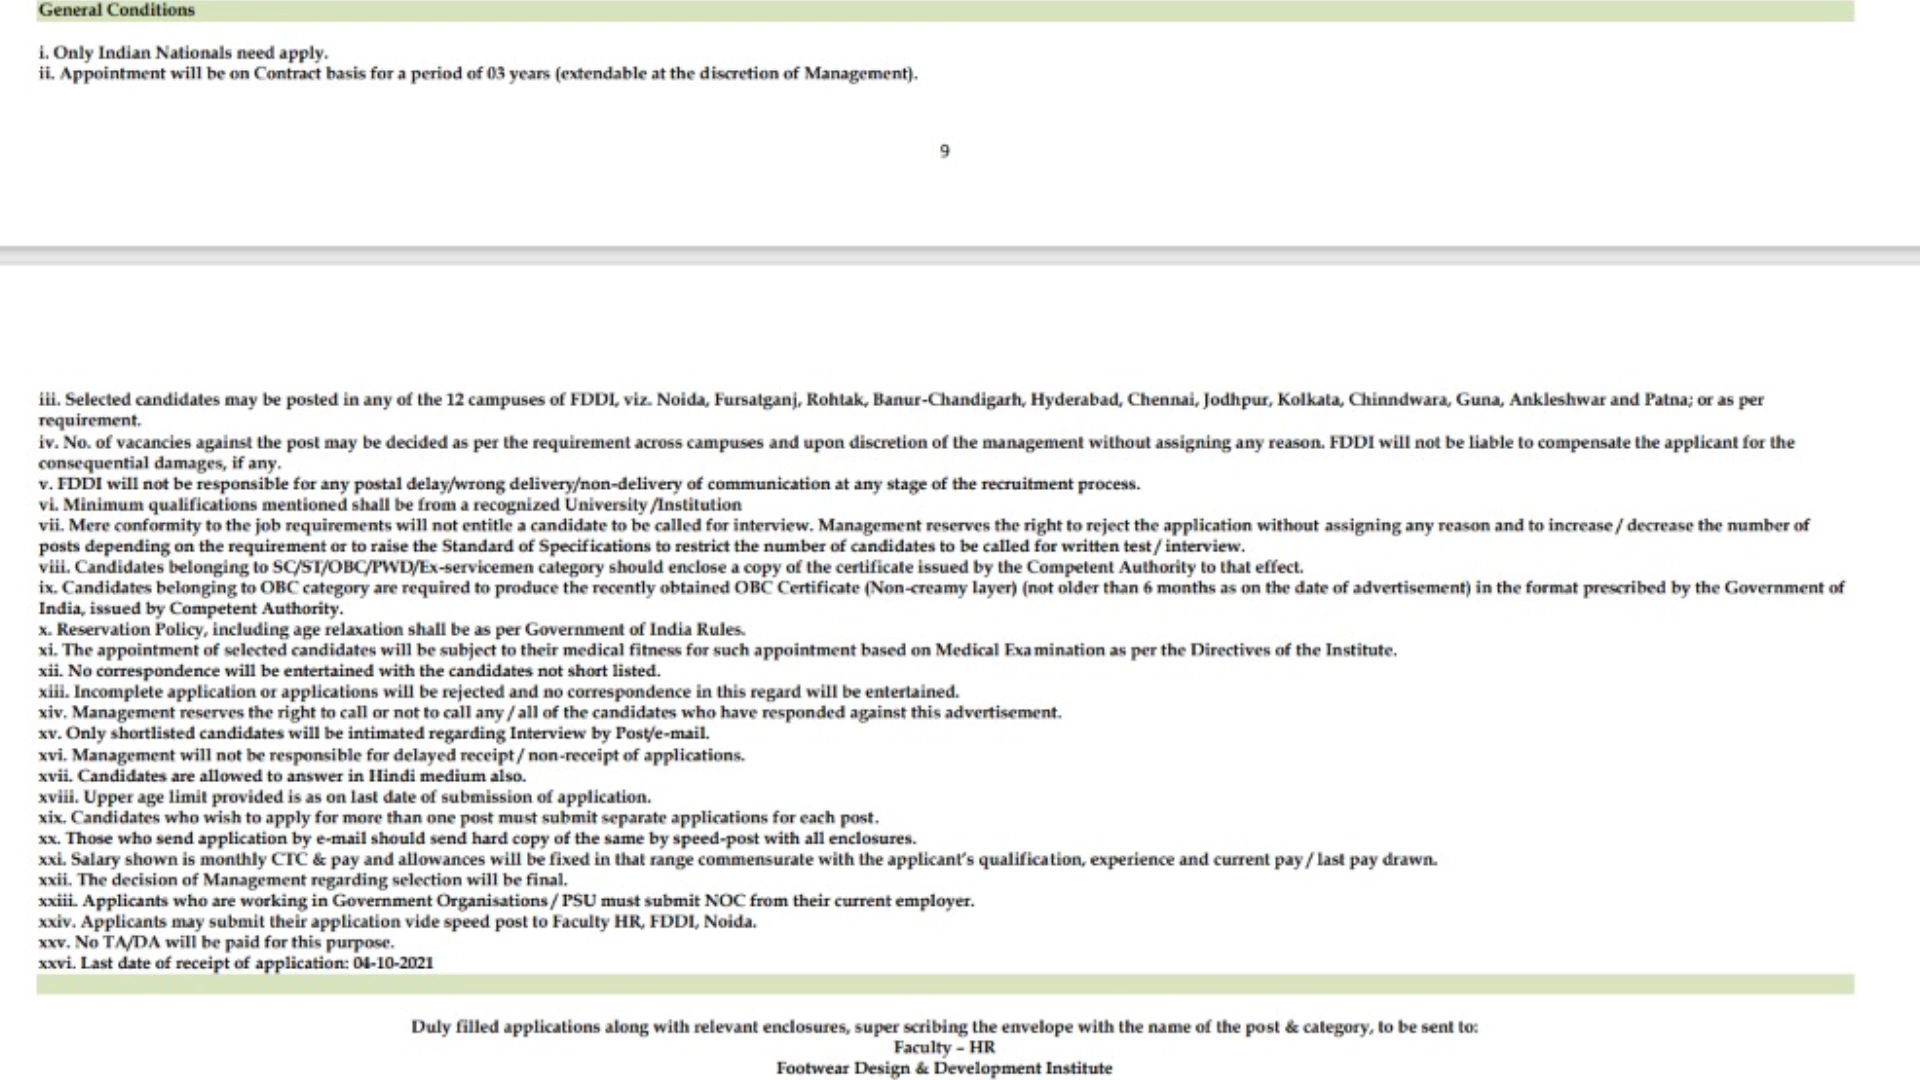 General Conditions
i. Only Indian Nationals need apply.
ii. Appointment will be on Contract basis for a period of 03 years (extendable at the discretion of Management).
9
iii. Selected candidates may be posted in any of the 12 campuses of FDDI, viz. Noida, Fursatganj, Rohtak, Banur-Chandigarh, Hyderabad, Chennai, Jodhpur, Kolkata, Chinndwara, Guna, Ankleshwar and Patna; or as per
requirement.
iv. No. of vacancies against the post may be decided as per the requirement across campuses and upon discretion of the management without assigning any reason. FDDI will not be liable to compensate the applicant for the
consequential damages, if any.
v. FDDI will not be responsible for any postal delay/wrong delivery/non-delivery of communication at any stage of the recruitment process.
vi. Minimum qualifications mentioned shall be from a recognized University /Institution
vii. Mere conformity to the job requirements will not entitle a candidate to be called for interview. Management reserves the right to reject the application without assigning any reason and to increase / decrease the number of
posts depending on the requirement or to raise the Standard of Specifications to restrict the number of candidates to be called for written test / interview.
viii. Candidates belonging to SC/ST/OBC/PWD/Ex-servicemen category should enclose a copy of the certificate issued by the Competent Authority to that effect.
ix. Candidates belonging to OBC category are required to produce the recently obtained OBC Certificate (Non-creamy layer) (not older than 6 months as on the date of advertisement) in the format prescribed by the Government of
India, issued by Competent Authority.
x. Reservation Policy, including age relaxation shall be as per Government of India Rules.
xi. The appointment of selected candidates will be subject to their medical fitness for such appointment based on Medical Examination as per the Directives of the Institute.
xii. No correspondence will be entertained with the candidates not short listed.
xiii. Incomplete application or applications will be rejected and no correspondence in this regard will be entertained.
xiv. Management reserves the right to call or not to call any / all of the candidates who have responded against this advertisement.
xv. Only shortlisted candidates will be intimated regarding Interview by Post/e-mail.
xvi. Management will not be responsible for delayed receipt / non-receipt of applications.
xvii. Candidates are allowed to answer in Hindi medium also.
xviii. Upper age limit provided is as on last date of submission of application.
xix. Candidates who wish to apply for more than one post must submit separate applications for each post.
xx. Those who send application by e-mail should send hard copy of the same by speed-post with all enclosures.
xxi. Salary shown is monthly CTC & pay and allowances will be fixed in that range commensurate with the applicant's qualification, experience and current pay / last pay drawn.
xxii. The decision of Management regarding selection will be final.
xxiii. Applicants who are working in Government Organisations / PSU must submit NOC from their current employer.
xxiv. Applicants may submit their application vide speed post to Faculty HR, FDDI, Noida.
xxv. No TA/DA will be paid for this purpose.
xxvi. Last date of receipt of application: 04-10-2021
Duly filled applications along with relevant enclosures, super scribing the envelope with the name of the post & category, to be sent to:
Faculty – HR
Footwear Design & Development Institute